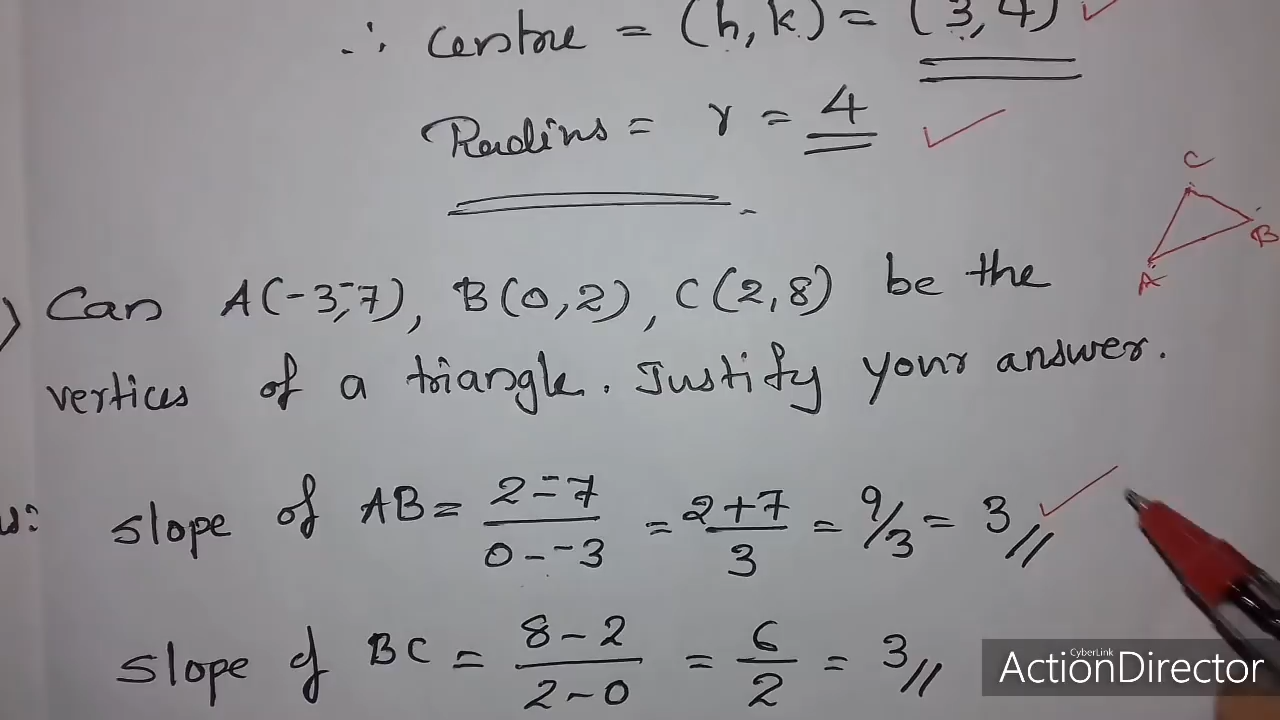 ∴ Centre = (h, k) = (3, 4)
Radius = r = 4
C
B
A
) Can A(-3,-7), B(0,2), C(2,8) be the
vertices of a triangle. Justify your answer.
slope of AB = 2--7/0--3 = 2+7/3 = 9/3 = 3//
slope of BC = 8-2/2-0 = 6/2 = 3//
CyberLink
ActionDirector